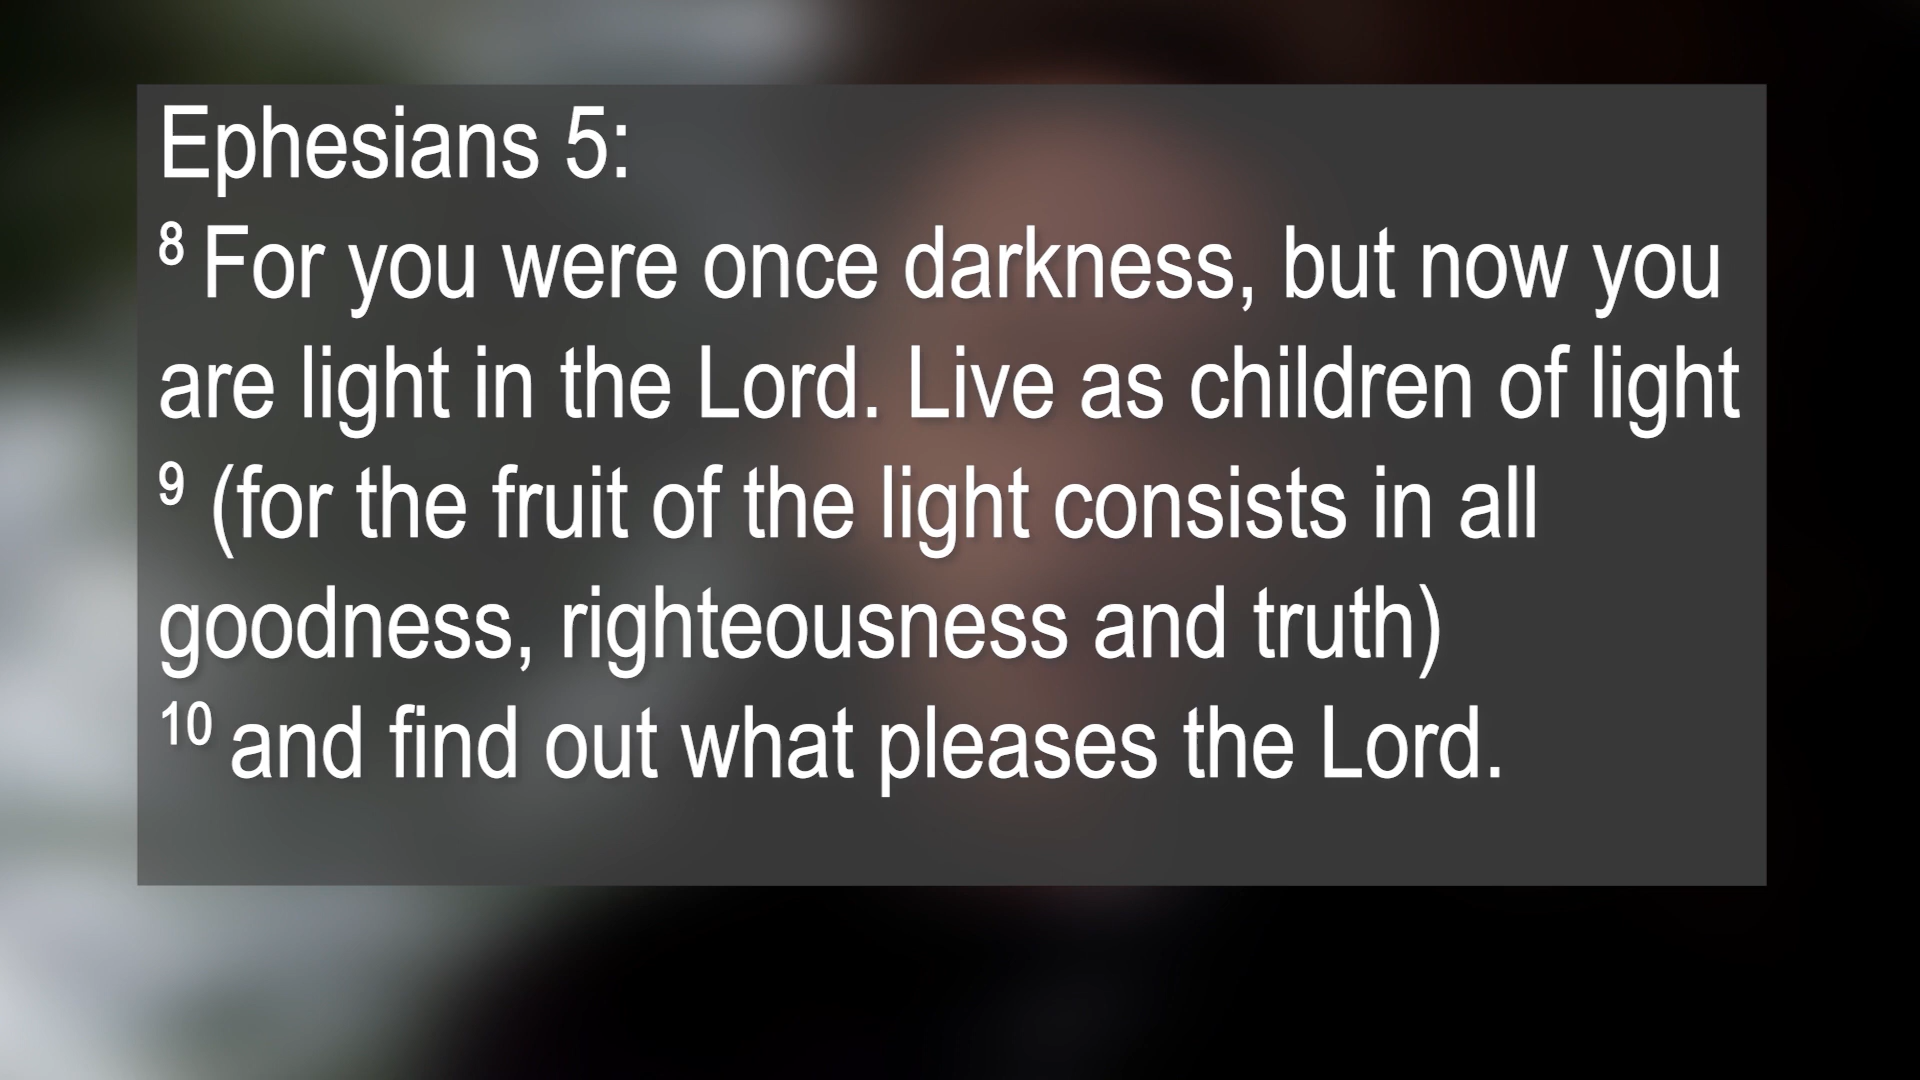 Ephesians 5:
8 For you were once darkness, but now you
are light in the Lord. Live as children of light
9 (for the fruit of the light consists in all
goodness, righteousness and truth)
10 and find out what pleases the Lord.